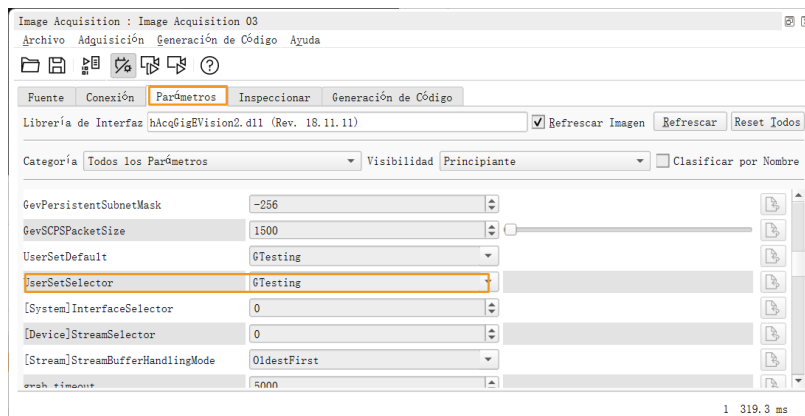 Image Acquisition : Image Acquisition 03
Archivo Adquisición Generación de Código Ayuda
Fuente Conexión Parámetros Inspeccionar Generación de Código
Librería de Interfaz hAcqGigEVision2.dll (Rev. 18.11.11) Refrescar Imagen Refrescar Reset Todos
Categoría Todos los Parámetros Visibilidad Principiante Clasificar por Nombre
GevPersistentSubnetMask -256
GevSCPSPacketSize 1500
UserSetDefault GTesting
UserSetSelector GTesting
[System]InterfaceSelector 0
[Device]StreamSelector 0
[Stream]StreamBufferHandlingMode OldestFirst
grab_timeout 5000
1 319.3 ms